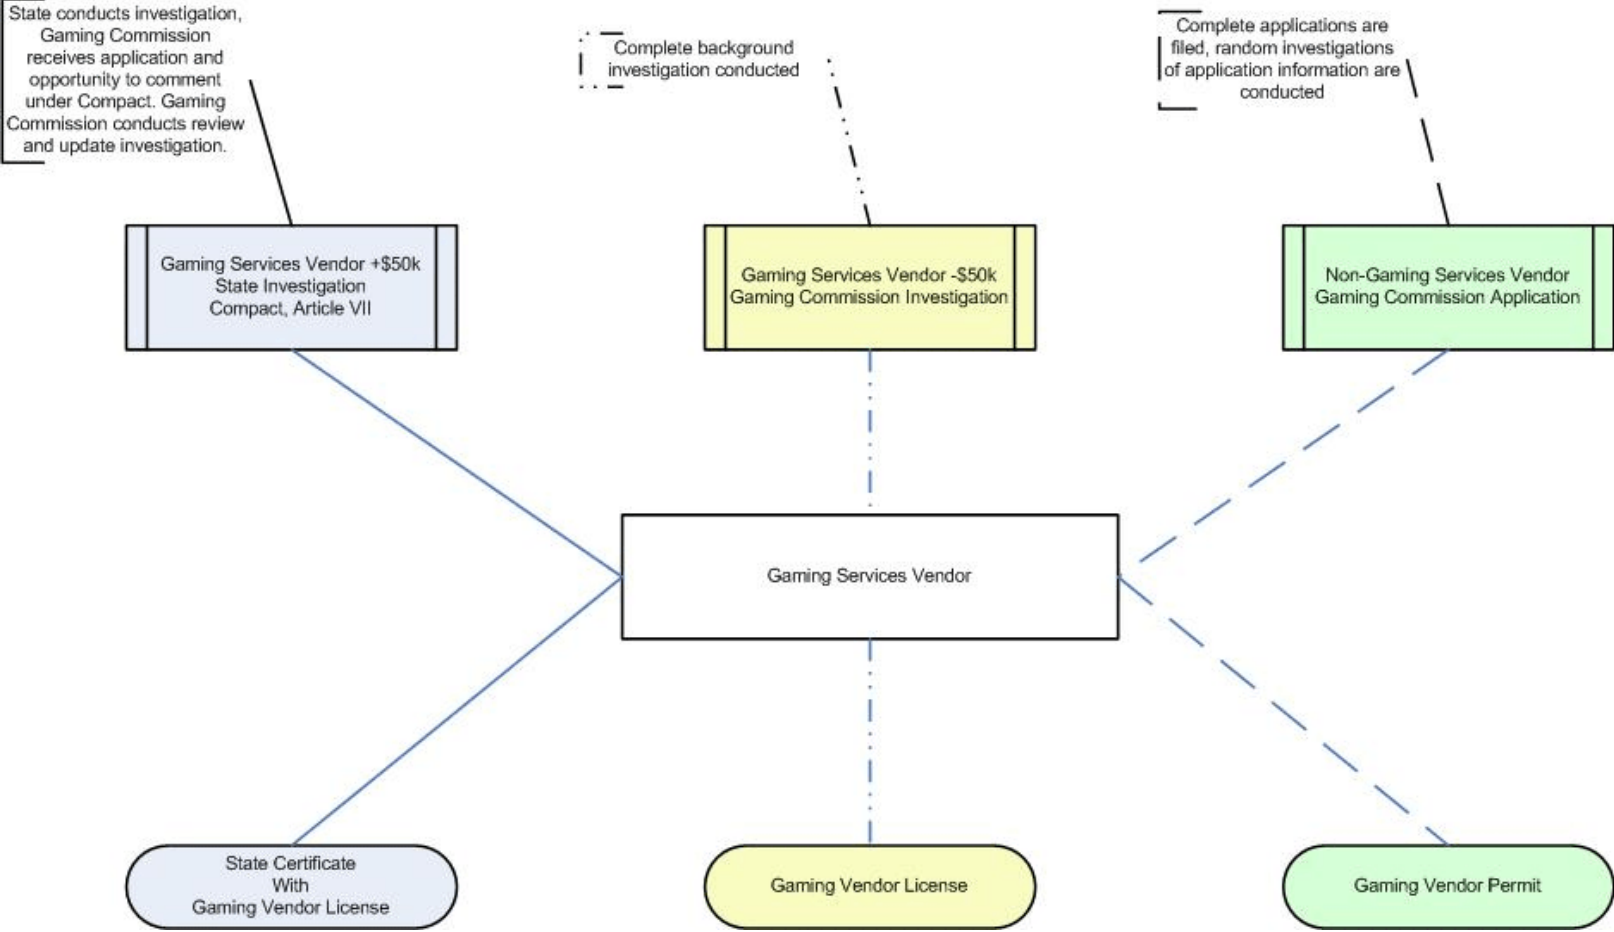 State conducts investigation,
Gaming Commission
receives application and
opportunity to comment
under Compact. Gaming
Commission conducts review
and update investigation.
Complete background
investigation conducted
Complete applications are
filed, random investigations
of application information are
conducted
Gaming Services Vendor +$50k
State Investigation
Compact, Article VII
Gaming Services Vendor -$50k
Gaming Commission Investigation
Non-Gaming Services Vendor
Gaming Commission Application
Gaming Services Vendor
State Certificate
With
Gaming Vendor License
Gaming Vendor License
Gaming Vendor Permit